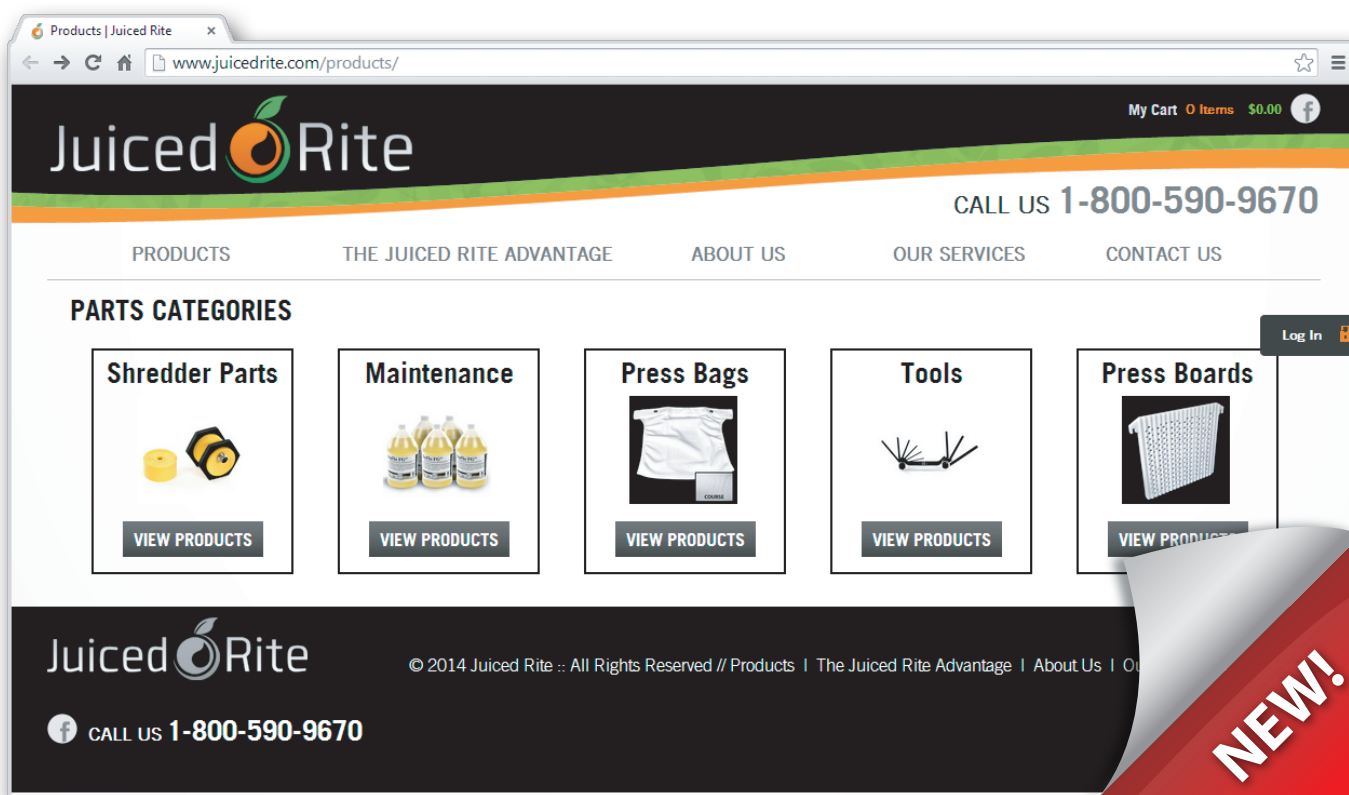 Products | Juiced Rite
www.juicedrite.com/products/
My Cart 0 Items $0.00
Juiced Rite
CALL US 1-800-590-9670
PRODUCTS THE JUICED RITE ADVANTAGE ABOUT US OUR SERVICES CONTACT US
PARTS CATEGORIES
Log In
Shredder Parts Maintenance Press Bags Tools Press Boards
COURSE
VIEW PRODUCTS VIEW PRODUCTS VIEW PRODUCTS VIEW PRODUCTS VIEW PRODUCTS
Juiced Rite
© 2014 Juiced Rite :: All Rights Reserved // Products | The Juiced Rite Advantage | About Us |
CALL US 1-800-590-9670
NEW!